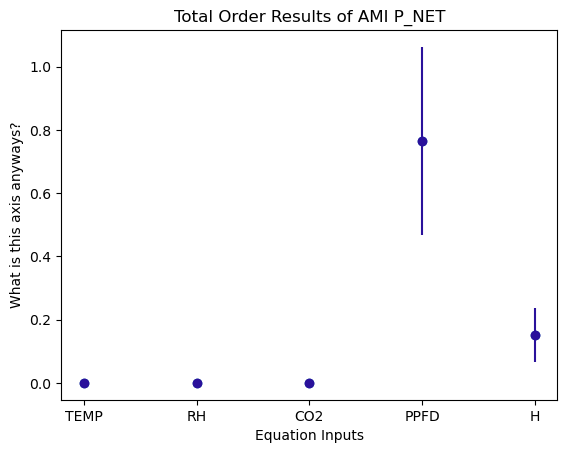 Total Order Results of AMI P_NET
What is this axis anyways?
1.0
0.8
0.6
0.4
0.2
0.0
TEMP RH CO2 PPFD H
Equation Inputs